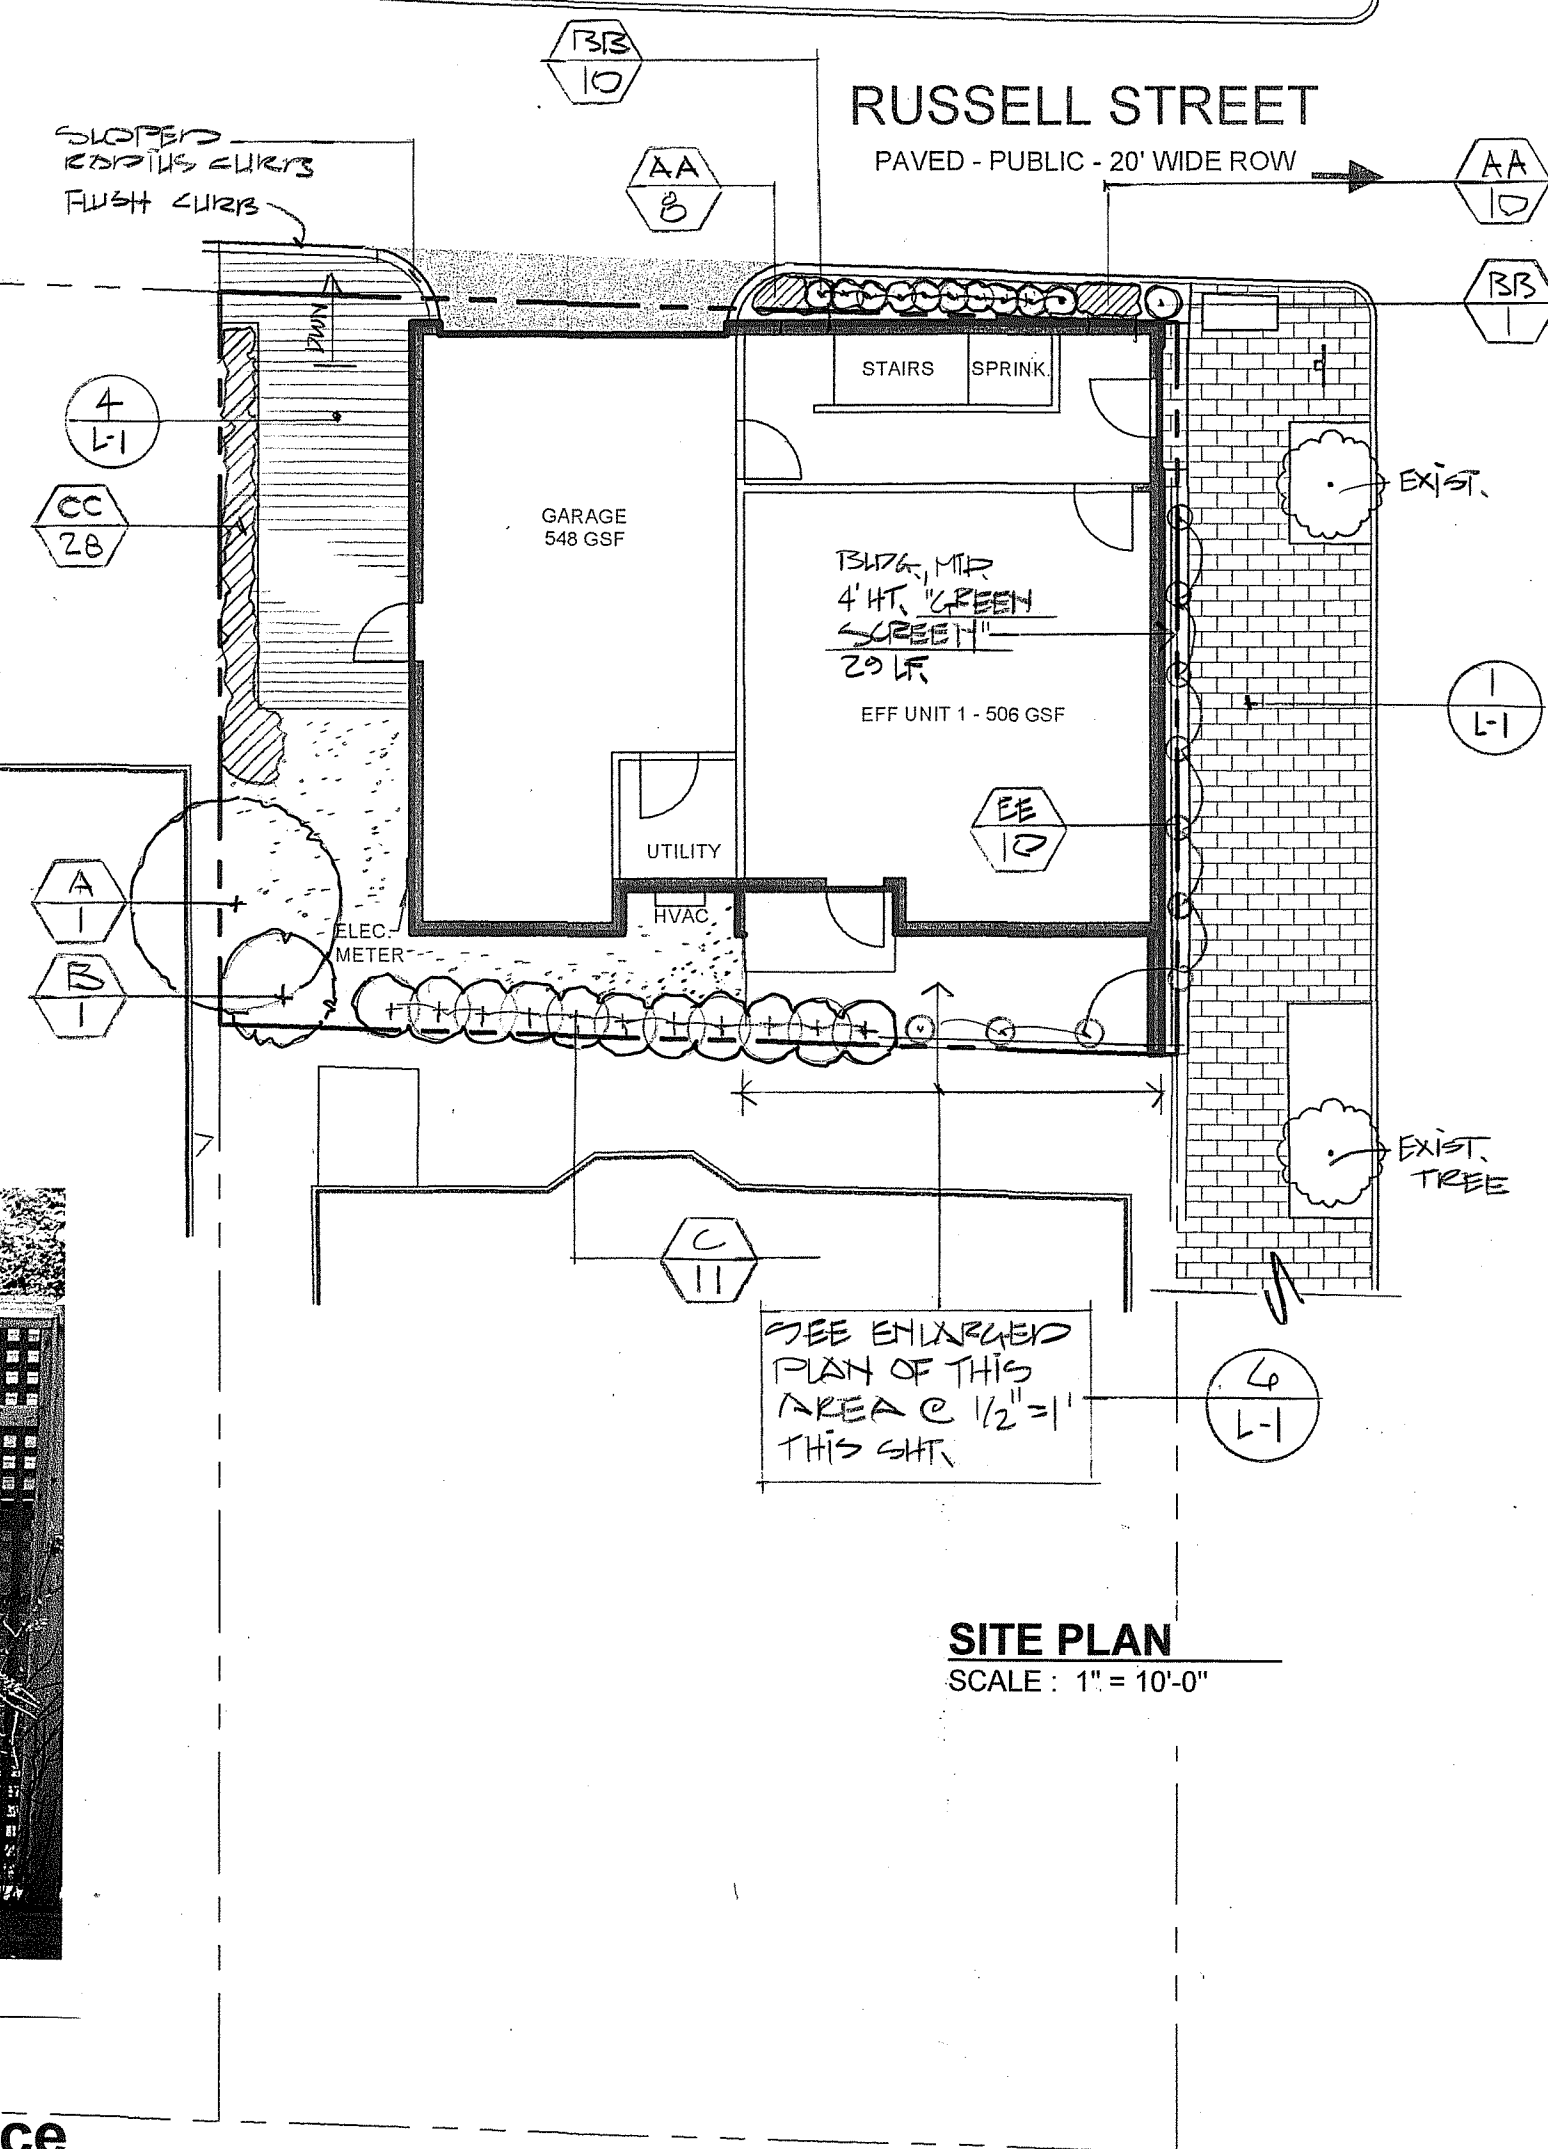 BB
10
RUSSELL STREET
PAVED - PUBLIC - 20' WIDE ROW
SLOPED
RADIUS CURB
FLUSH CURB
AA
8
AA
10
BB
1
DWN
STAIRS
SPRINK.
4
L-1
EXIST.
CC
28
GARAGE
548 GSF
BLDG., MTD.
4' HT. "GREEN
SCREEN"
29 LF.
EFF UNIT 1 - 506 GSF
1
L-1
EE
10
UTILITY
A
1
HVAC
ELEC.
METER
B
1
EXIST.
TREE
C
11
SEE ENLARGED
PLAN OF THIS
AREA @ 1/2"=1'
THIS SHT.
6
L-1
SITE PLAN
SCALE : 1" = 10'-0"
ce